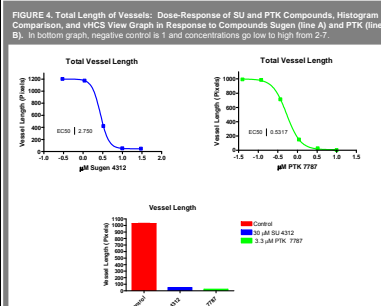 FIGURE 4. Total Length of Vessels: Dose-Response of SU and PTK Compounds, Histogram
Comparison, and vHCS View Graph in Response to Compounds Sugen (line A) and PTK (line
B). In bottom graph, negative control is 1 and concentrations go low to high from 2-7.
Total Vessel Length
Vessel Length (Pixels)
1200
1000
800
600
400
200
0
EC50 2.750
-1.0 -0.5 0.0 0.5 1.0 1.5 2.0
µM Sugen 4312
Total Vessel Length
Vessel Length (Pixels)
1000
800
600
400
200
0
EC50 0.5317
-1.5 -1.0 -0.5 0.0 0.5 1.0 1.5
µM PTK 7787
Vessel Length
Vessel Length (Pixels)
1100
1000
900
800
700
600
500
400
300
200
100
0
Control
30 µM SU 4312
3.3 µM PTK 7787
4312
7787